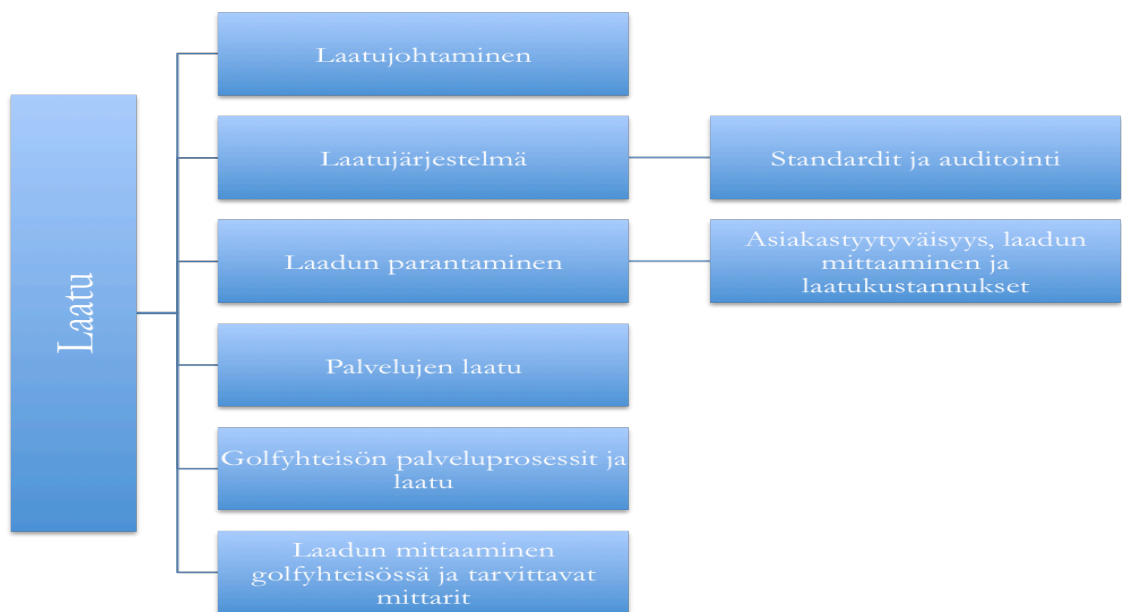 Laatu
Laatujohtaminen
Laatujärjestelmä
Standardit ja auditointi
Laadun parantaminen
Asiakastyytyväisyys, laadun
mittaaminen ja
laatukustannukset
Palvelujen laatu
Golfyhteisön palveluprosessit ja
laatu
Laadun mittaaminen
golfyhteisössä ja tarvittavat
mittarit